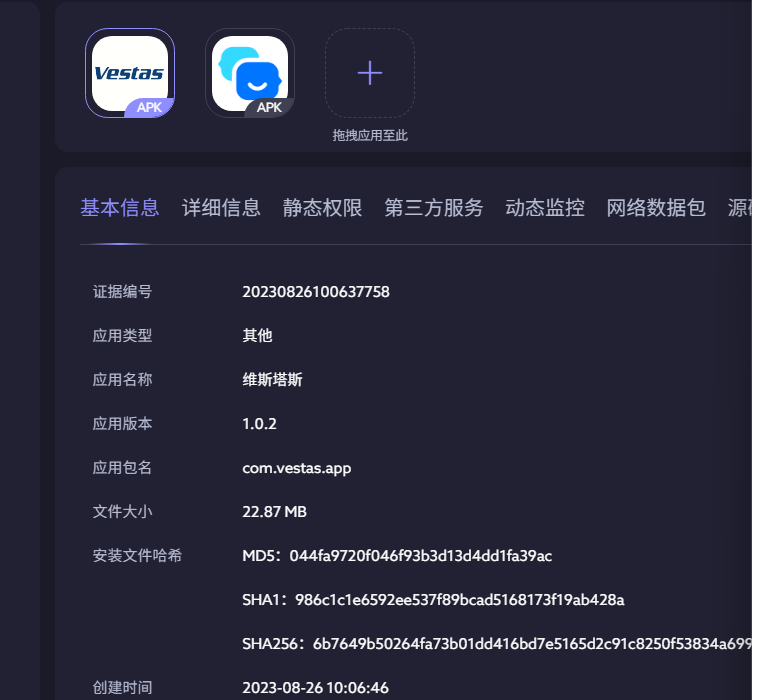 Vestas
APK
APK
拖拽应用至此
基本信息 详细信息 静态权限 第三方服务 动态监控 网络数据包 源
证据编号 20230826100637758
应用类型 其他
应用名称 维斯塔斯
应用版本 1.0.2
应用包名 com.vestas.app
文件大小 22.87 MB
安装文件哈希 MD5：044fa9720f046f93b3d13d4dd1fa39ac
SHA1：986c1c1e6592ee537f89bcad5168173f19ab428a
SHA256：6b7649b50264fa73b01dd416bd7e5165d2c91c8250f53834a699
创建时间 2023-08-26 10:06:46